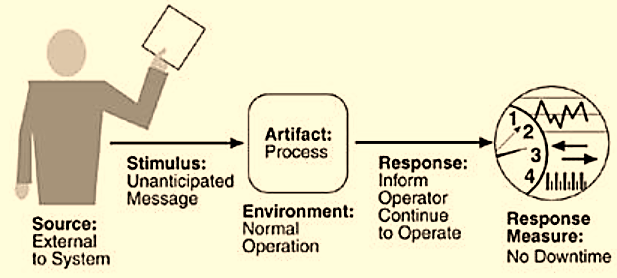 Source:
External
to System
Stimulus:
Unanticipated
Message
Artifact:
Process
Environment:
Normal
Operation
Response:
Inform
Operator
Continue
to Operate
1
2
3
4
Response
Measure:
No Downtime